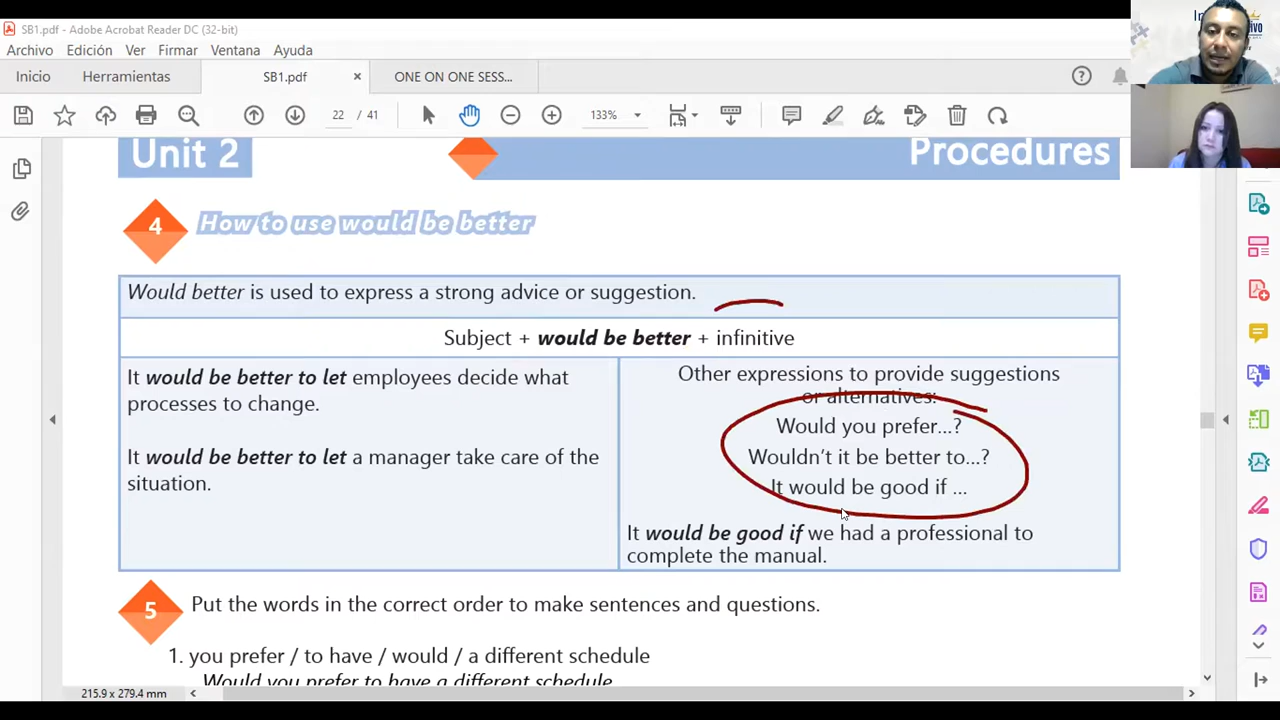 SB1.pdf - Adobe Acrobat Reader DC (32-bit)
Archivo Edición Ver Firmar Ventana Ayuda
Inicio Herramientas SB1.pdf × ONE ON ONE SESS...
22 / 41 133%
Unit 2 Procedures
4 How to use would be better
Would better is used to express a strong advice or suggestion.
Subject + would be better + infinitive
It would be better to let employees decide what
processes to change.
It would be better to let a manager take care of the
situation.
Other expressions to provide suggestions
or alternatives:
Would you prefer...?
Wouldn't it be better to...?
It would be good if ...
It would be good if we had a professional to
complete the manual.
5 Put the words in the correct order to make sentences and questions.
1. you prefer / to have / would / a different schedule
Would you prefer to have a different schedule
215.9 x 279.4 mm